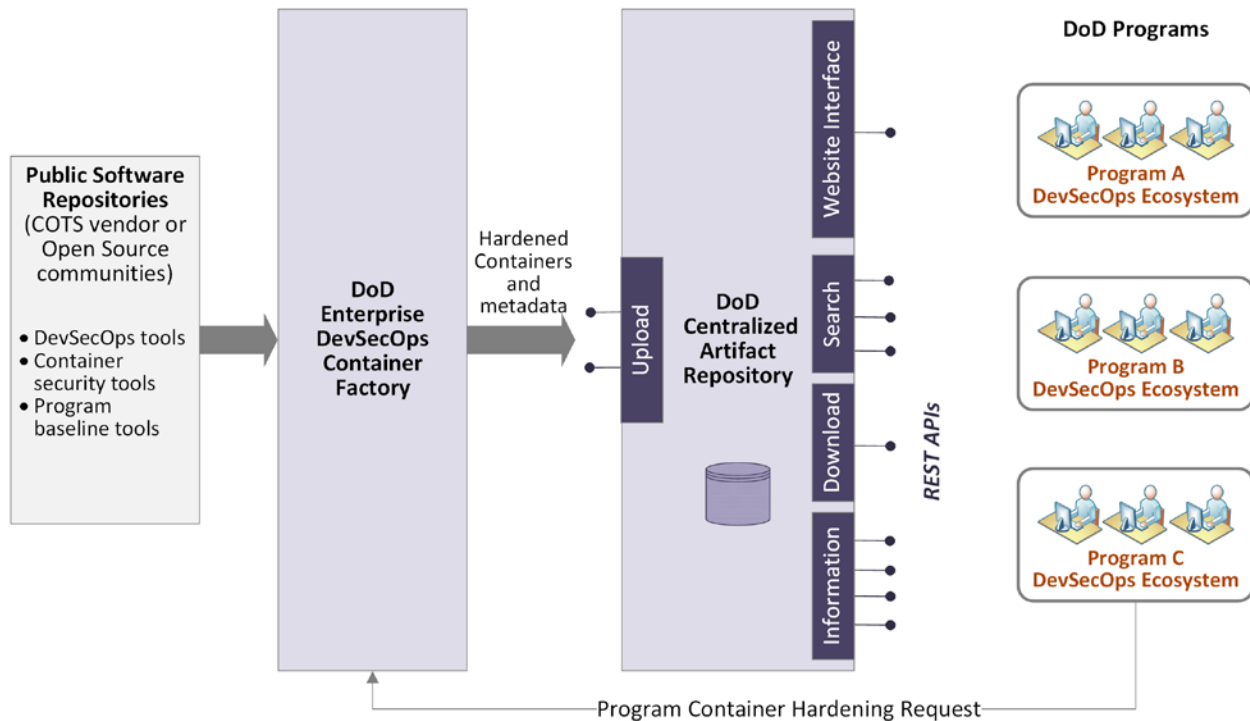 Public Software
Repositories
(COTS vendor or
Open Source
communities)
• DevSecOps tools
• Container
security tools
• Program
baseline tools
DoD
Enterprise
DevSecOps
Container
Factory
Hardened
Containers
and
metadata
Upload
DoD
Centralized
Artifact
Repository
Website Interface
Search
Download
Information
REST APIs
DoD Programs
Program A
DevSecOps Ecosystem
Program B
DevSecOps Ecosystem
Program C
DevSecOps Ecosystem
Program Container Hardening Request